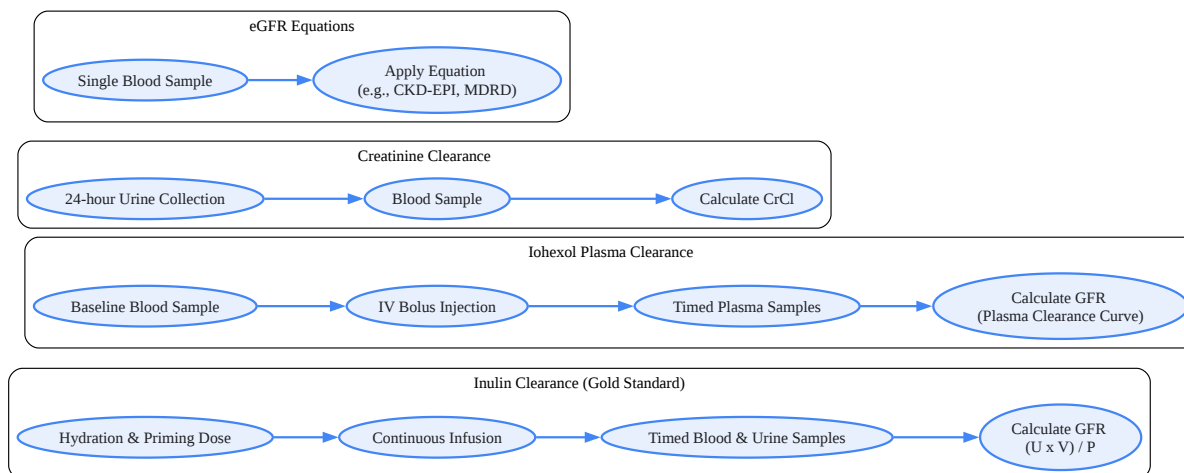 eGFR Equations
Single Blood Sample
Apply Equation
(e.g., CKD-EPI, MDRD)
Creatinine Clearance
24-hour Urine Collection
Blood Sample
Calculate CrCl
Iohexol Plasma Clearance
Baseline Blood Sample
IV Bolus Injection
Timed Plasma Samples
Calculate GFR
(Plasma Clearance Curve)
Inulin Clearance (Gold Standard)
Hydration & Priming Dose
Continuous Infusion
Timed Blood & Urine Samples
Calculate GFR
(U x V) / P